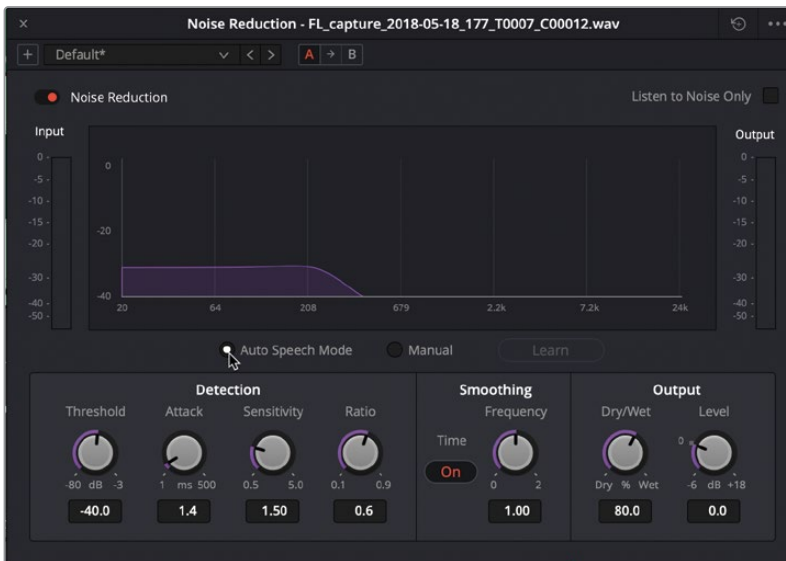 Noise Reduction - FL_capture_2018-05-18_177_T0007_C00012.wav
+ Default* < > A → B
Noise Reduction
Listen to Noise Only
Input
Output
0
-5
-10
-15
-20
-30
-40
-50
0
-20
-40
20 64 208 679 2.2k 7.2k 24k
0
-5
-10
-15
-20
-30
-40
-50
Auto Speech Mode Manual Learn
Detection
Threshold Attack Sensitivity Ratio
-80 dB -3 1 ms 500 0.5 5.0 0.1 0.9
-40.0 1.4 1.50 0.6
Smoothing
Frequency
Time
On
0 2
1.00
Output
Dry/Wet Level
0
Dry % Wet -6 dB +18
80.0 0.0